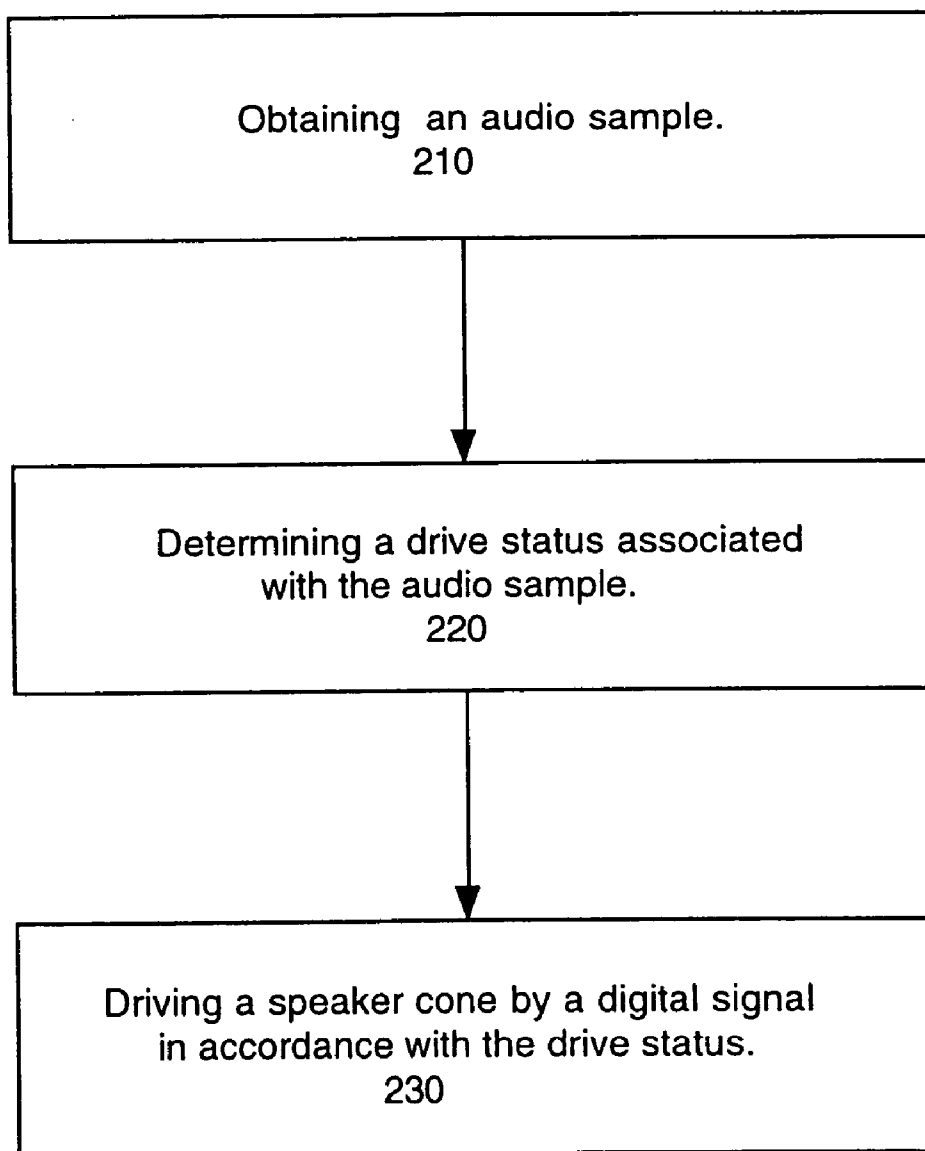 Obtaining an audio sample.
210
Determining a drive status associated
with the audio sample.
220
Driving a speaker cone by a digital signal
in accordance with the drive status.
230